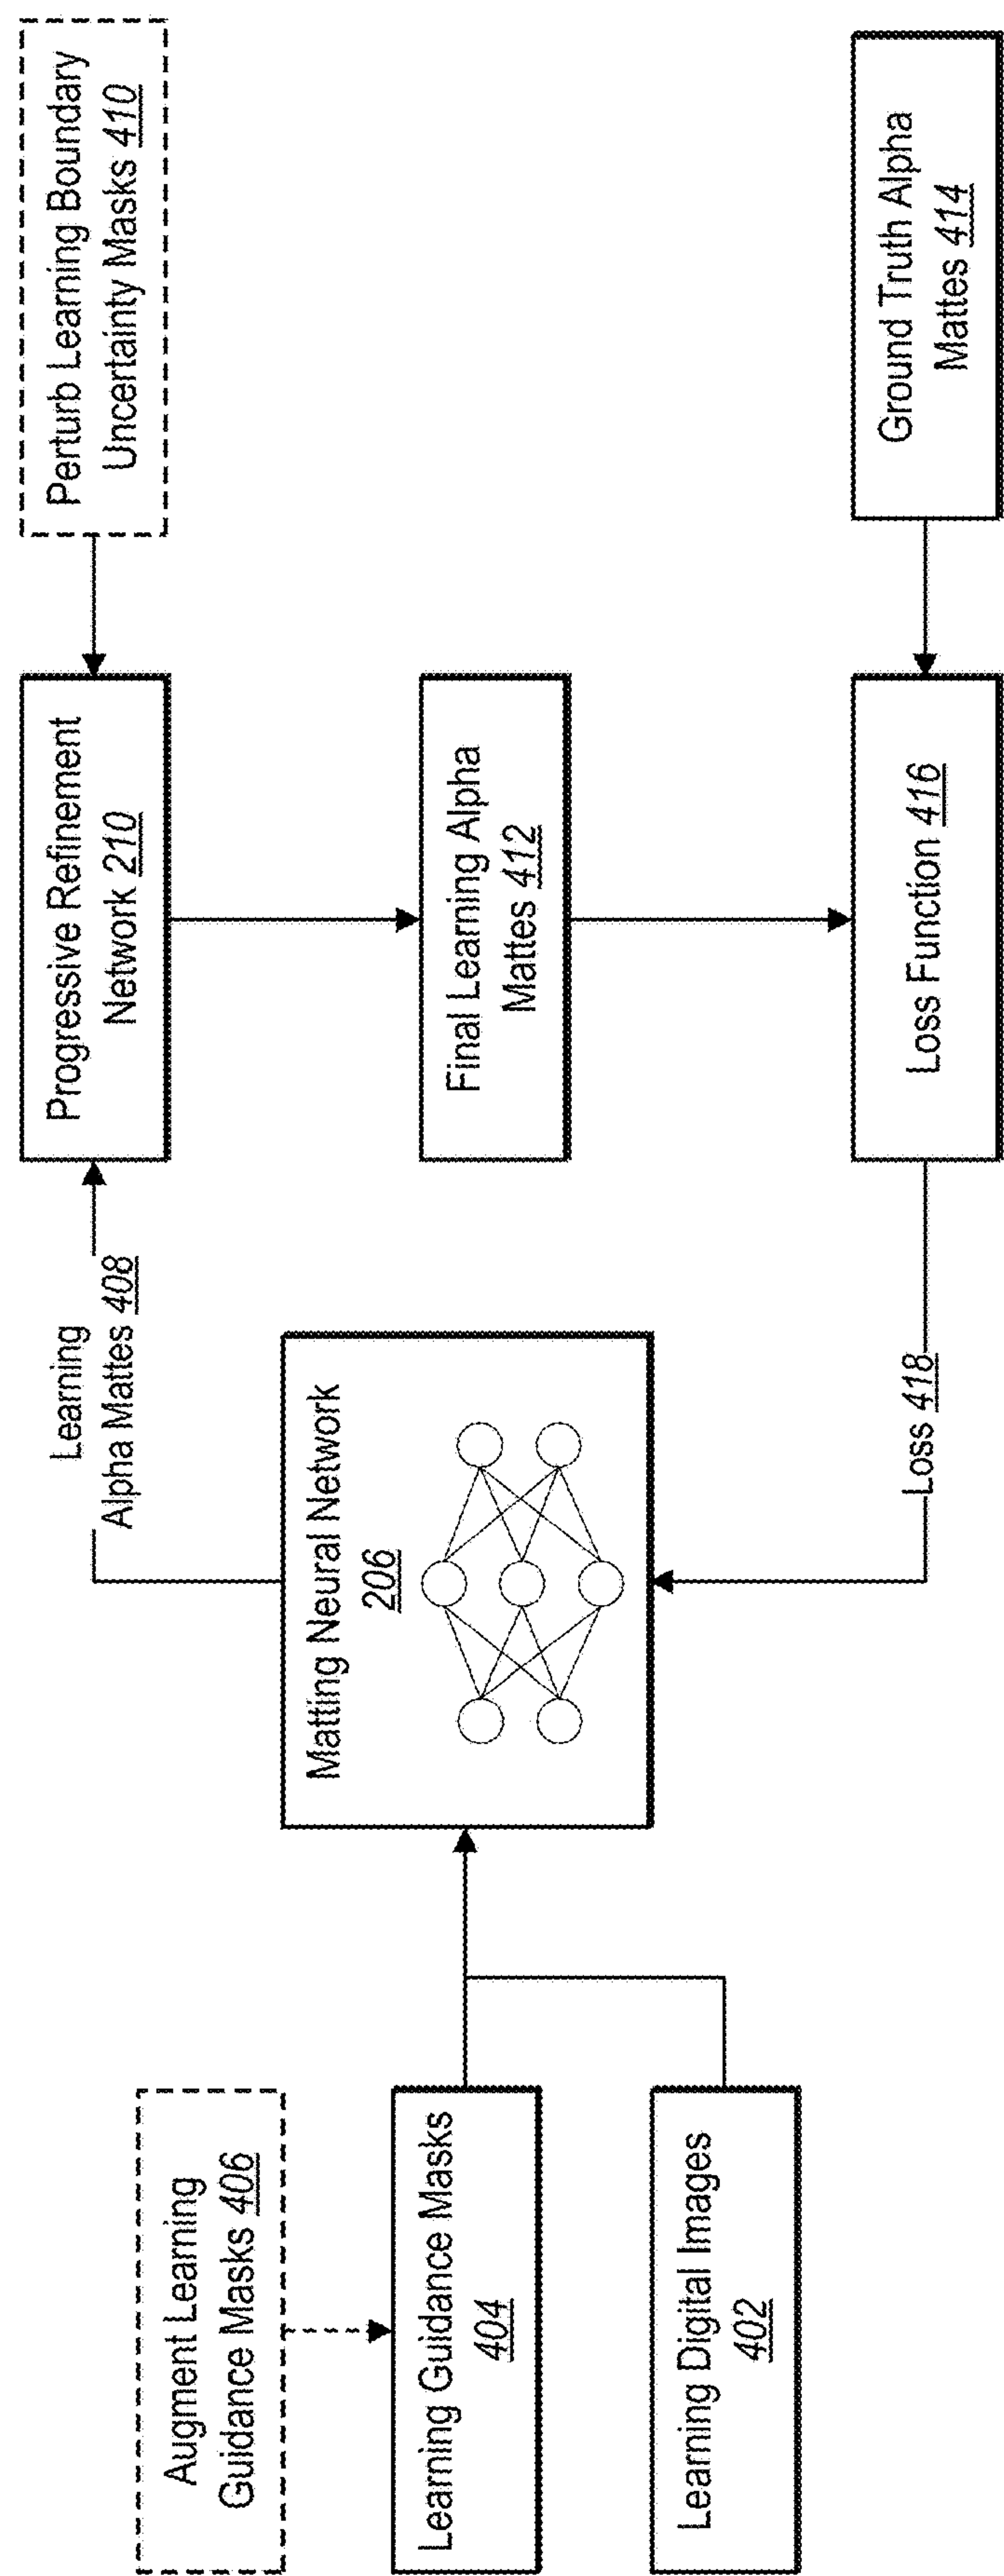 Augment Learning
Guidance Masks 406
Learning Guidance Masks
404
Learning Digital Images
402
Matting Neural Network
206
Learning
Alpha Mattes 408
Loss 418
Progressive Refinement
Network 210
Final Learning Alpha
Mattes 412
Loss Function 416
Perturb Learning Boundary
Uncertainty Masks 410
Ground Truth Alpha
Mattes 414